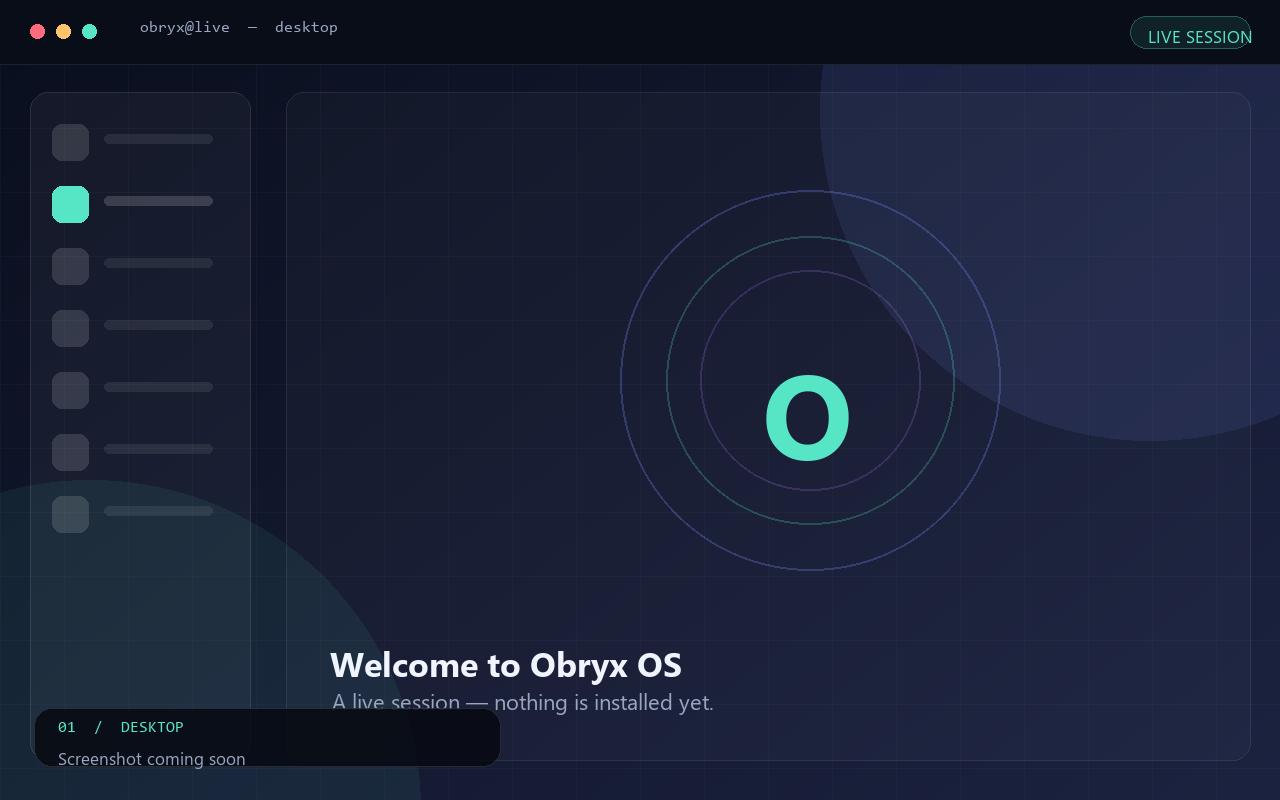 obryx@live — desktop
LIVE SESSION
O
Welcome to Obryx OS
A live session — nothing is installed yet.
01 / DESKTOP
Screenshot coming soon